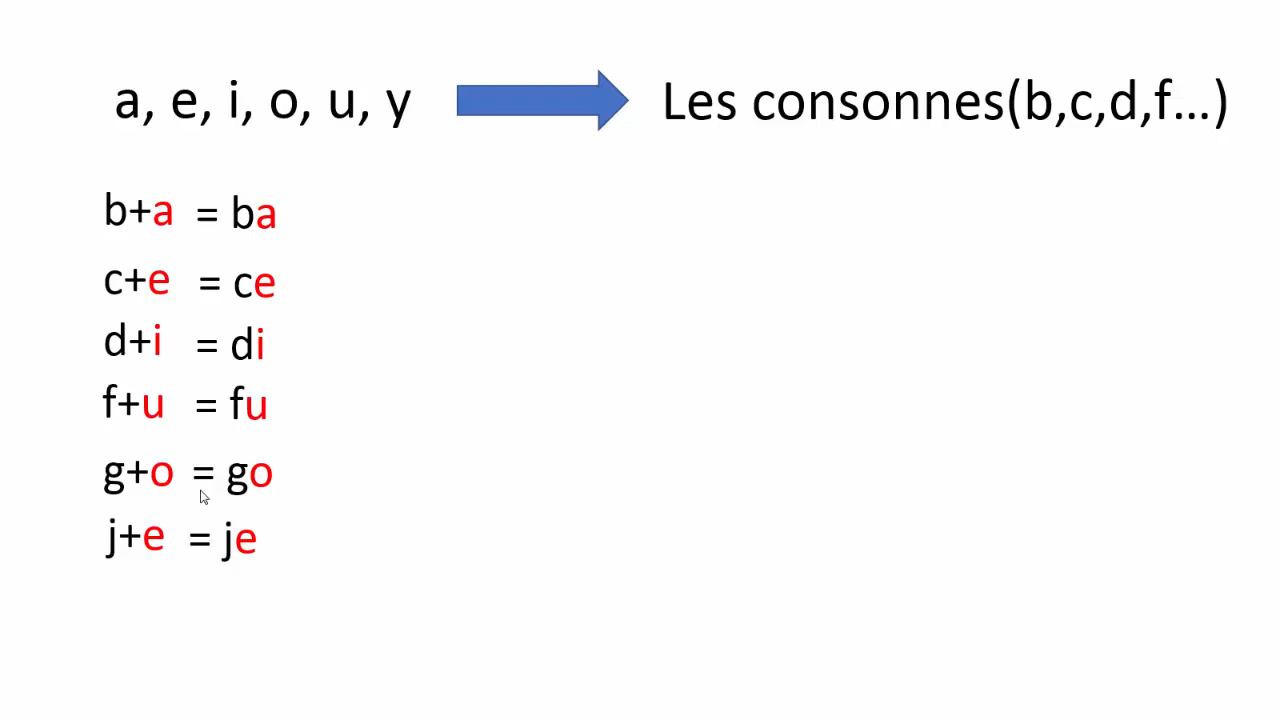 a, e, i, o, u, y Les consonnes(b,c,d,f...)
b+a = ba
c+e = ce
d+i = di
f+u = fu
g+o = go
j+e = je